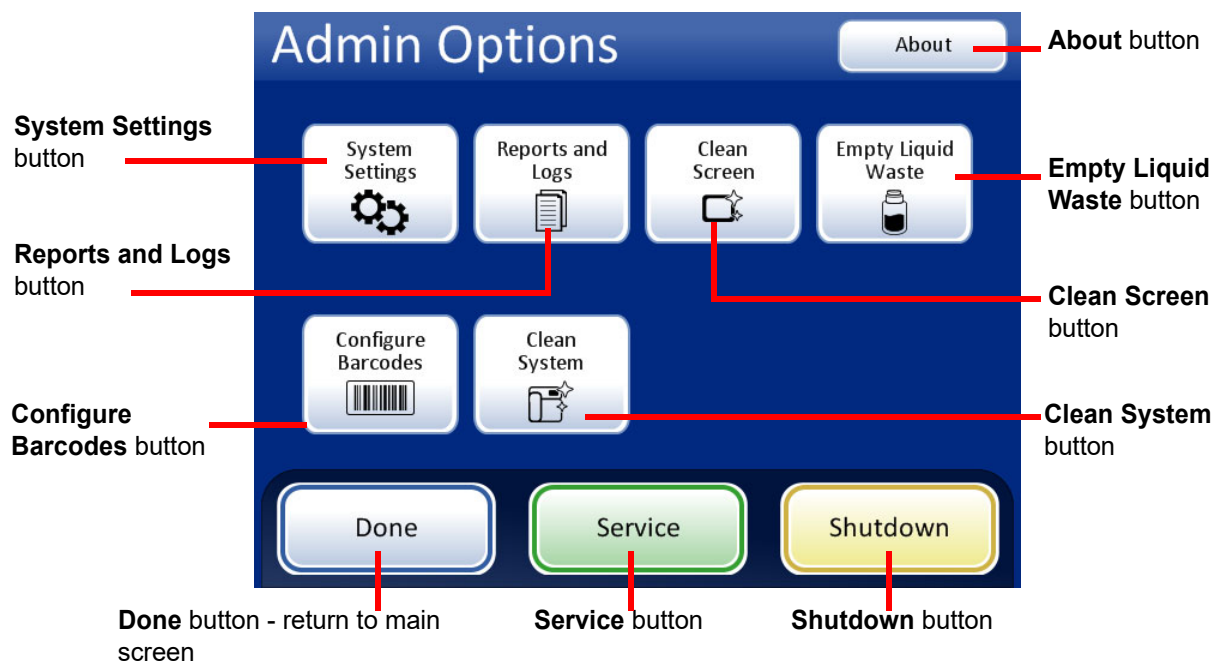 Admin Options
About
About button
System Settings
button
System
Settings
Reports and
Logs
Clean
Screen
Empty Liquid
Waste
Empty Liquid
Waste button
Reports and Logs
button
Clean Screen
button
Configure
Barcodes
Clean
System
Configure
Barcodes button
Clean System
button
Done
Service
Shutdown
Done button - return to main
screen
Service button
Shutdown button